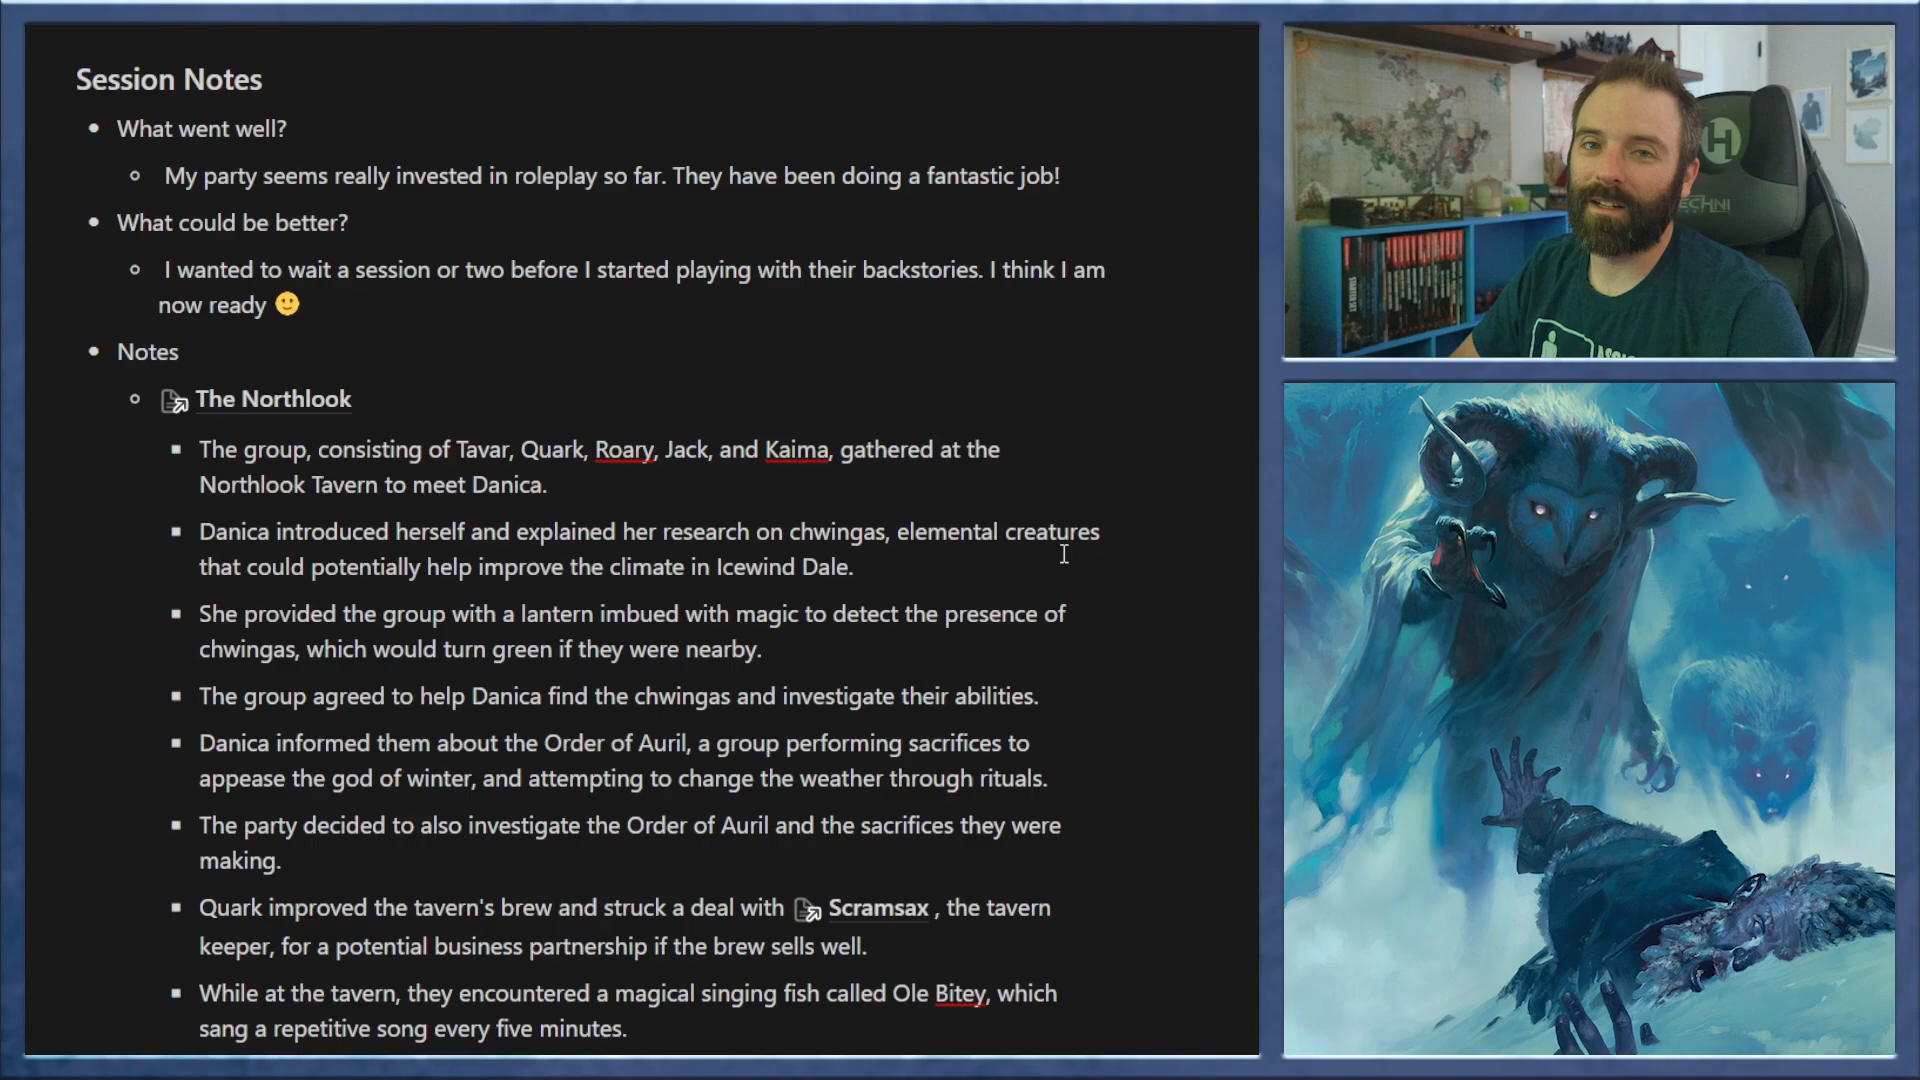 Session Notes
What went well?
My party seems really invested in roleplay so far. They have been doing a fantastic job!
What could be better?
I wanted to wait a session or two before I started playing with their backstories. I think I am
now ready 🙂
Notes
The Northlook
The group, consisting of Tavar, Quark, Roary, Jack, and Kaima, gathered at the
Northlook Tavern to meet Danica.
Danica introduced herself and explained her research on chwingas, elemental creatures
that could potentially help improve the climate in Icewind Dale.
She provided the group with a lantern imbued with magic to detect the presence of
chwingas, which would turn green if they were nearby.
The group agreed to help Danica find the chwingas and investigate their abilities.
Danica informed them about the Order of Auril, a group performing sacrifices to
appease the god of winter, and attempting to change the weather through rituals.
The party decided to also investigate the Order of Auril and the sacrifices they were
making.
Quark improved the tavern's brew and struck a deal with Scramsax , the tavern
keeper, for a potential business partnership if the brew sells well.
While at the tavern, they encountered a magical singing fish called Ole Bitey, which
sang a repetitive song every five minutes.